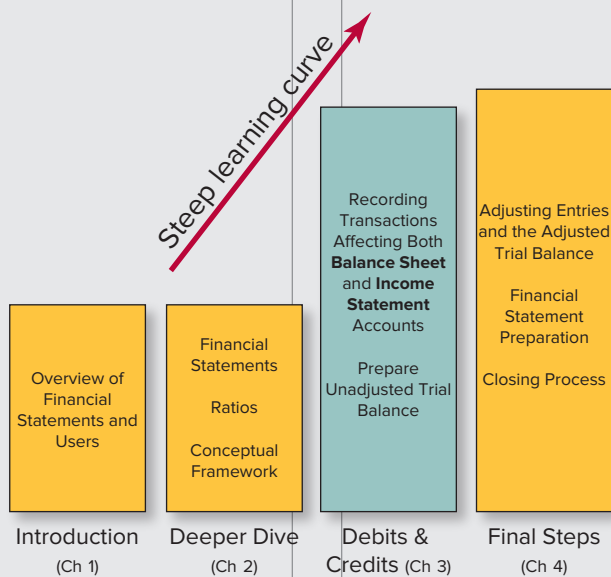 Steep learning curve
Overview of
Financial
Statements and
Users
Introduction
(Ch 1)
Financial
Statements
Ratios
Conceptual
Framework
Deeper Dive
(Ch 2)
Recording
Transactions
Affecting Both
Balance Sheet
and Income
Statement
Accounts
Prepare
Unadjusted Trial
Balance
Debits &
Credits (Ch 3)
Adjusting Entries
and the Adjusted
Trial Balance
Financial
Statement
Preparation
Closing Process
Final Steps
(Ch 4)